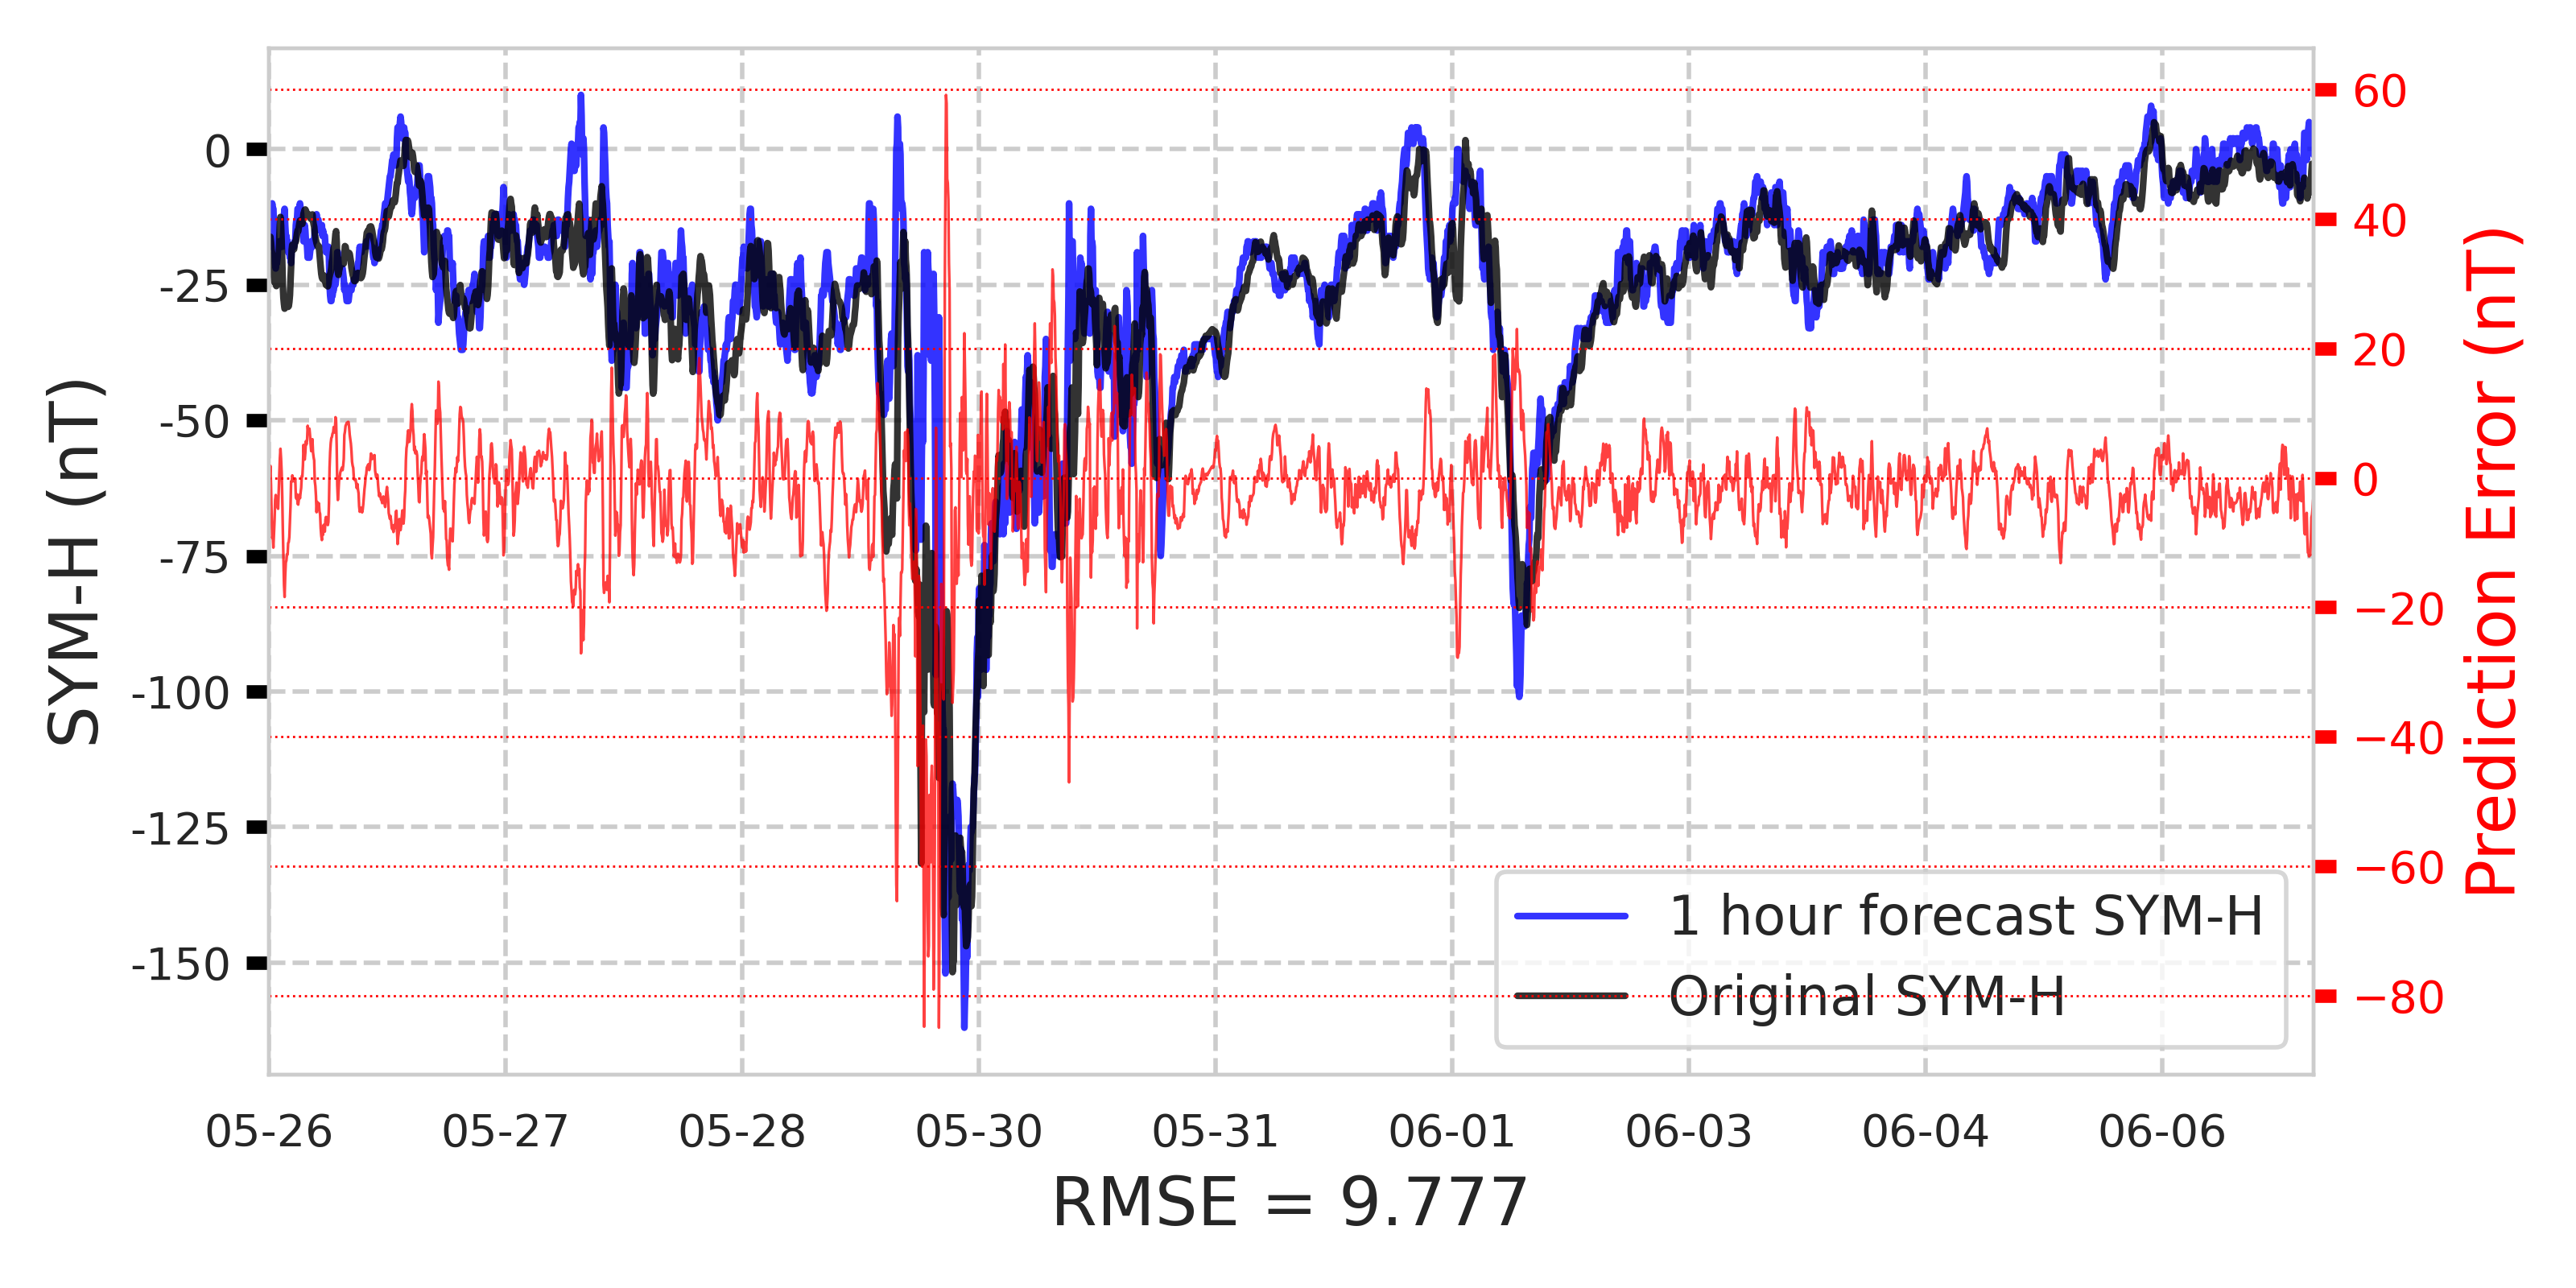 SYM-H (nT)
0
-25
-50
-75
-100
-125
-150
60
40
20
0
−20
−40
−60
−80
Prediction Error (nT)
1 hour forecast SYM-H
Original SYM-H
05-26 05-27 05-28 05-30 05-31 06-01 06-03 06-04 06-06
RMSE = 9.777